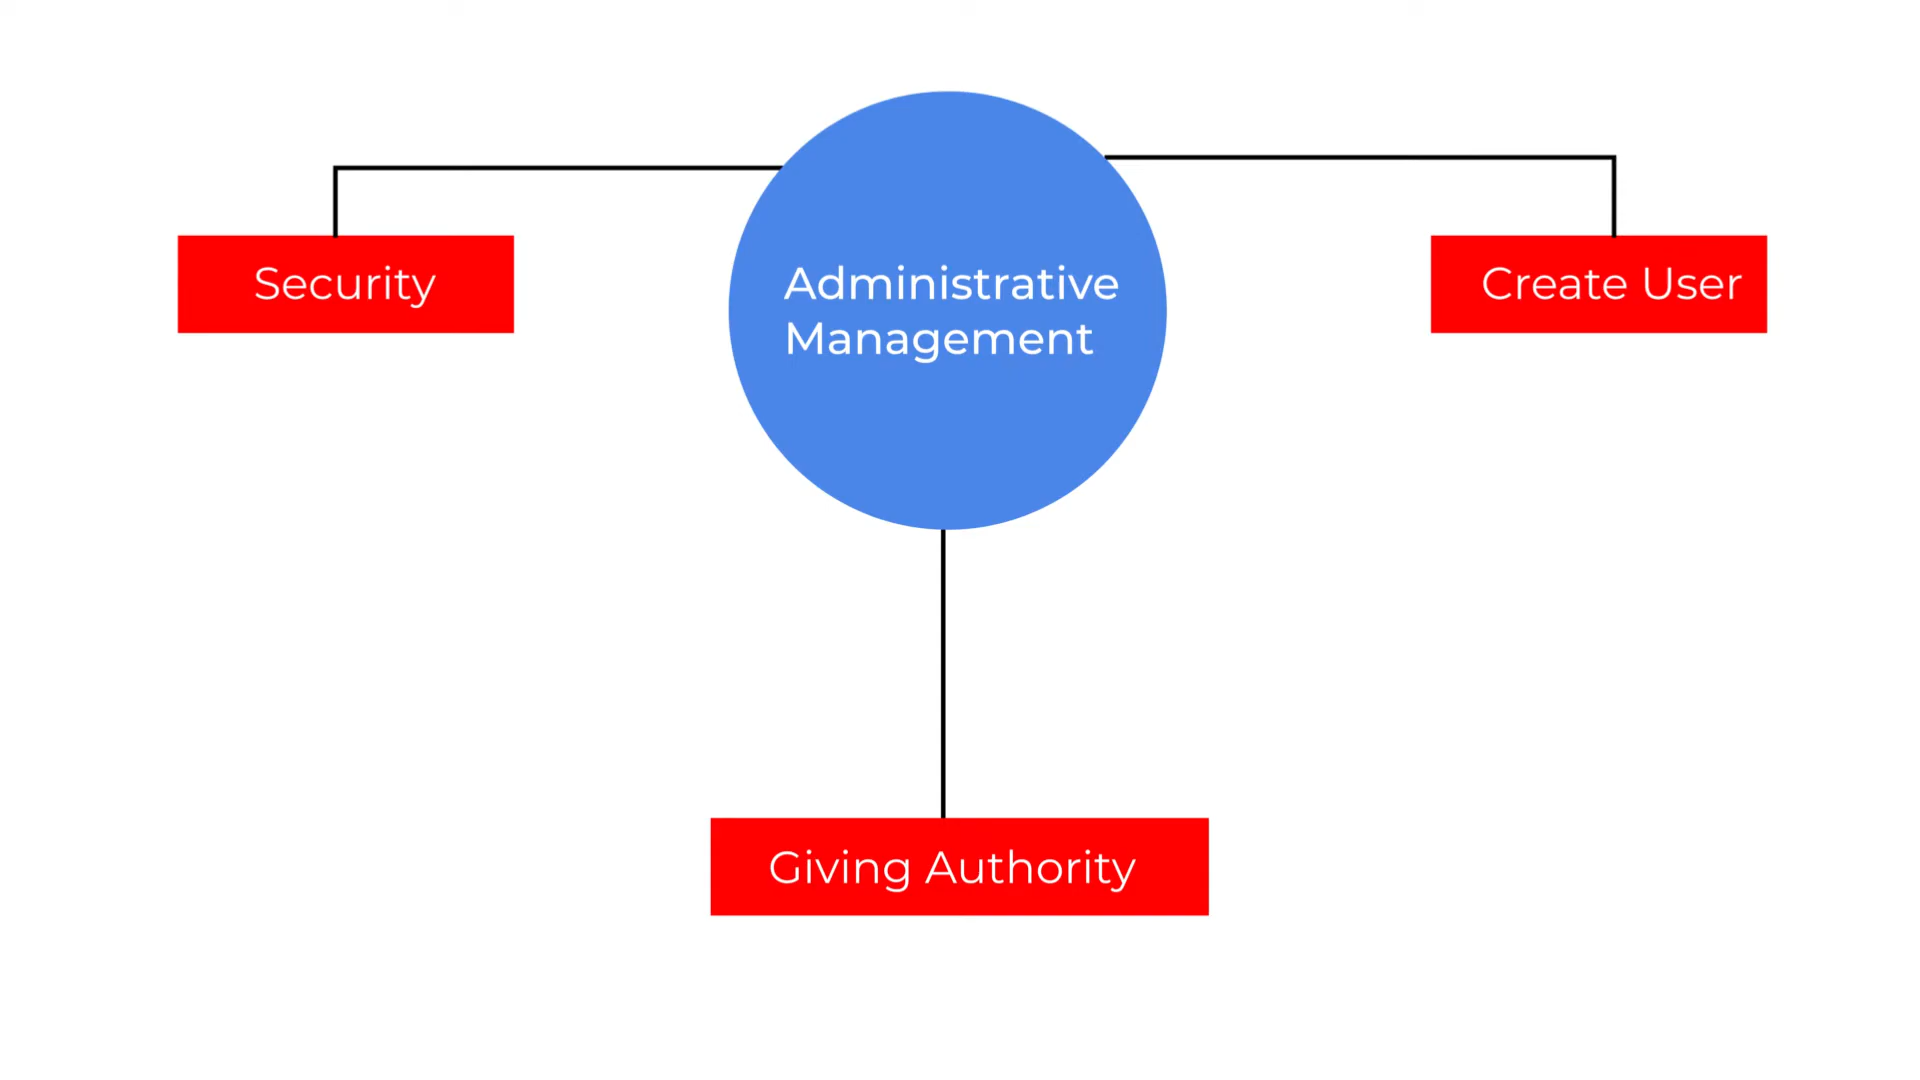 Security
Administrative
Management
Create User
Giving Authority